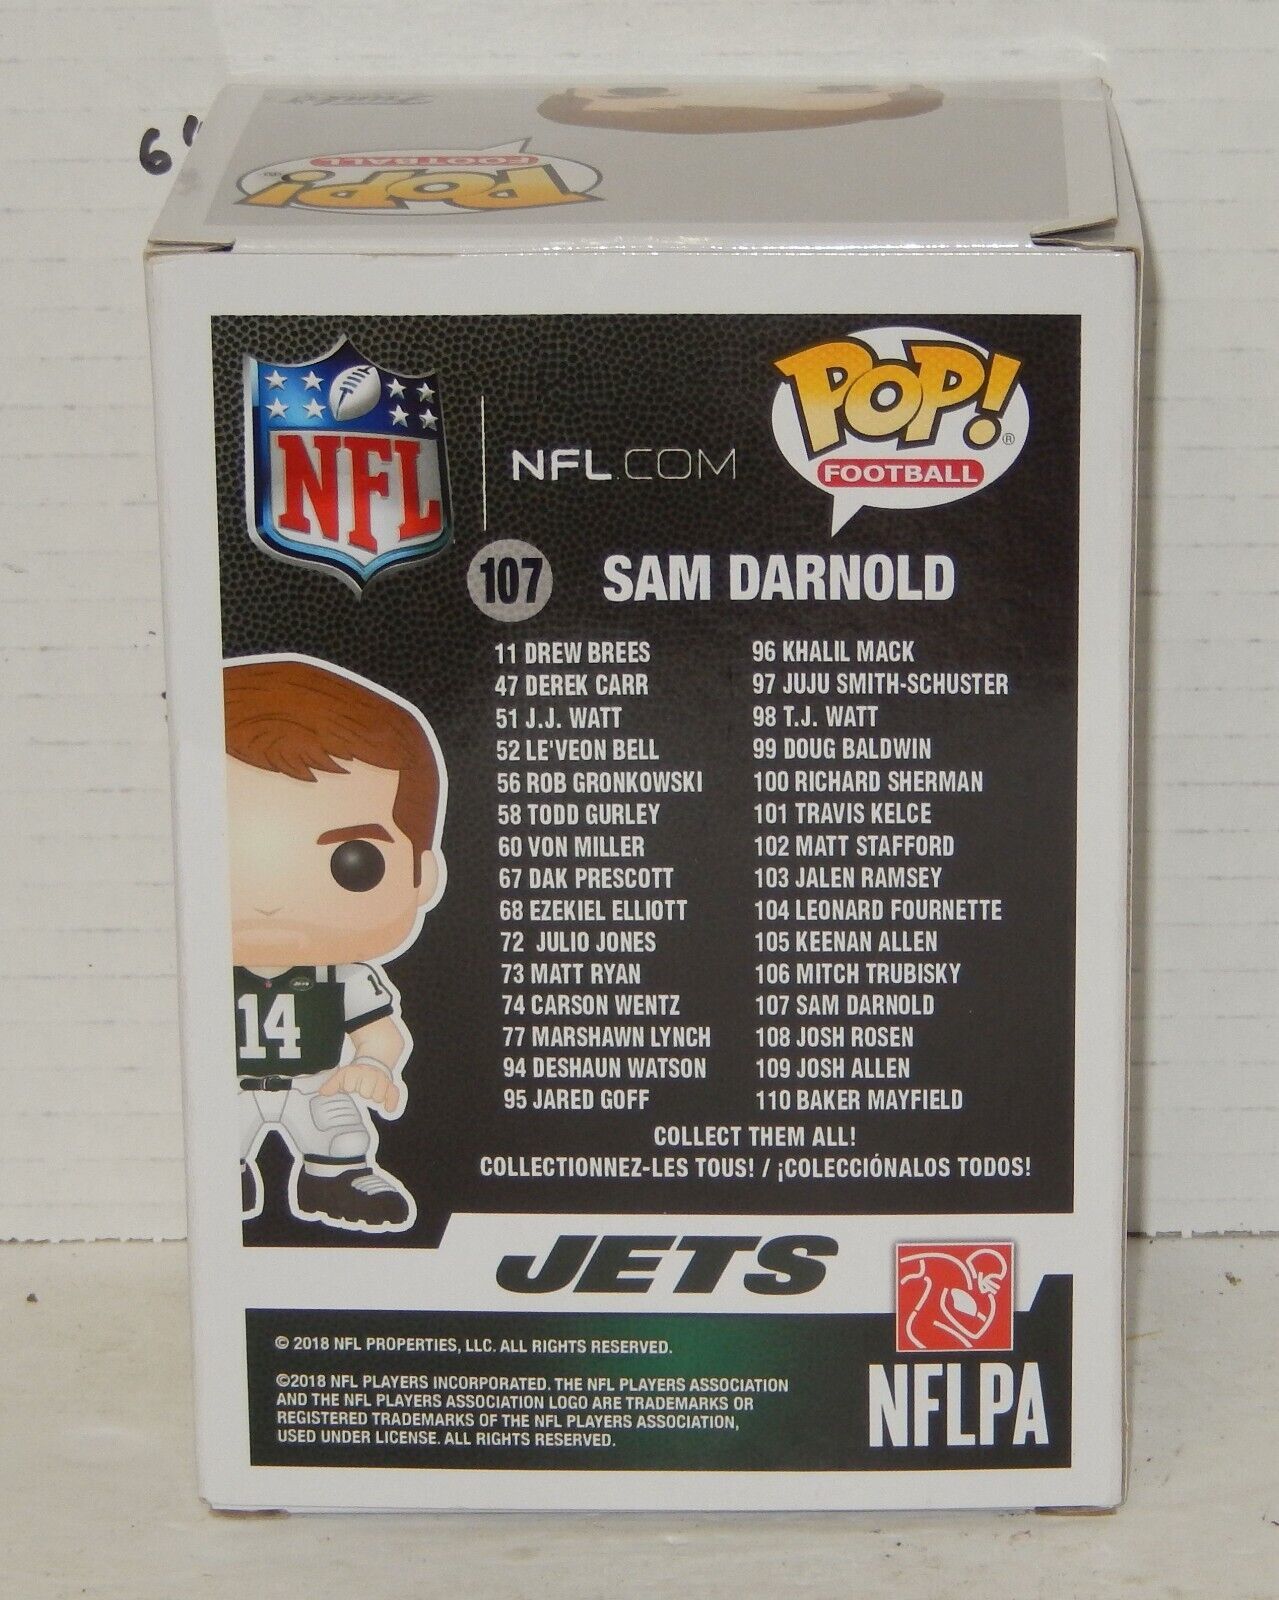 6"
POP!
FOOTBALL
®
NFL
NFL.COM
POP!
®
FOOTBALL
107 SAM DARNOLD
11 DREW BREES
47 DEREK CARR
51 J.J. WATT
52 LE'VEON BELL
56 ROB GRONKOWSKI
58 TODD GURLEY
60 VON MILLER
67 DAK PRESCOTT
68 EZEKIEL ELLIOTT
72 JULIO JONES
73 MATT RYAN
74 CARSON WENTZ
77 MARSHAWN LYNCH
94 DESHAUN WATSON
95 JARED GOFF
96 KHALIL MACK
97 JUJU SMITH-SCHUSTER
98 T.J. WATT
99 DOUG BALDWIN
100 RICHARD SHERMAN
101 TRAVIS KELCE
102 MATT STAFFORD
103 JALEN RAMSEY
104 LEONARD FOURNETTE
105 KEENAN ALLEN
106 MITCH TRUBISKY
107 SAM DARNOLD
108 JOSH ROSEN
109 JOSH ALLEN
110 BAKER MAYFIELD
COLLECT THEM ALL!
COLLECTIONNEZ-LES TOUS! / ¡COLECCIÓNALOS TODOS!
1
14
JETS
© 2018 NFL PROPERTIES, LLC. ALL RIGHTS RESERVED.
©2018 NFL PLAYERS INCORPORATED. THE NFL PLAYERS ASSOCIATION
AND THE NFL PLAYERS ASSOCIATION LOGO ARE TRADEMARKS OR
REGISTERED TRADEMARKS OF THE NFL PLAYERS ASSOCIATION,
USED UNDER LICENSE. ALL RIGHTS RESERVED.
NFLPA